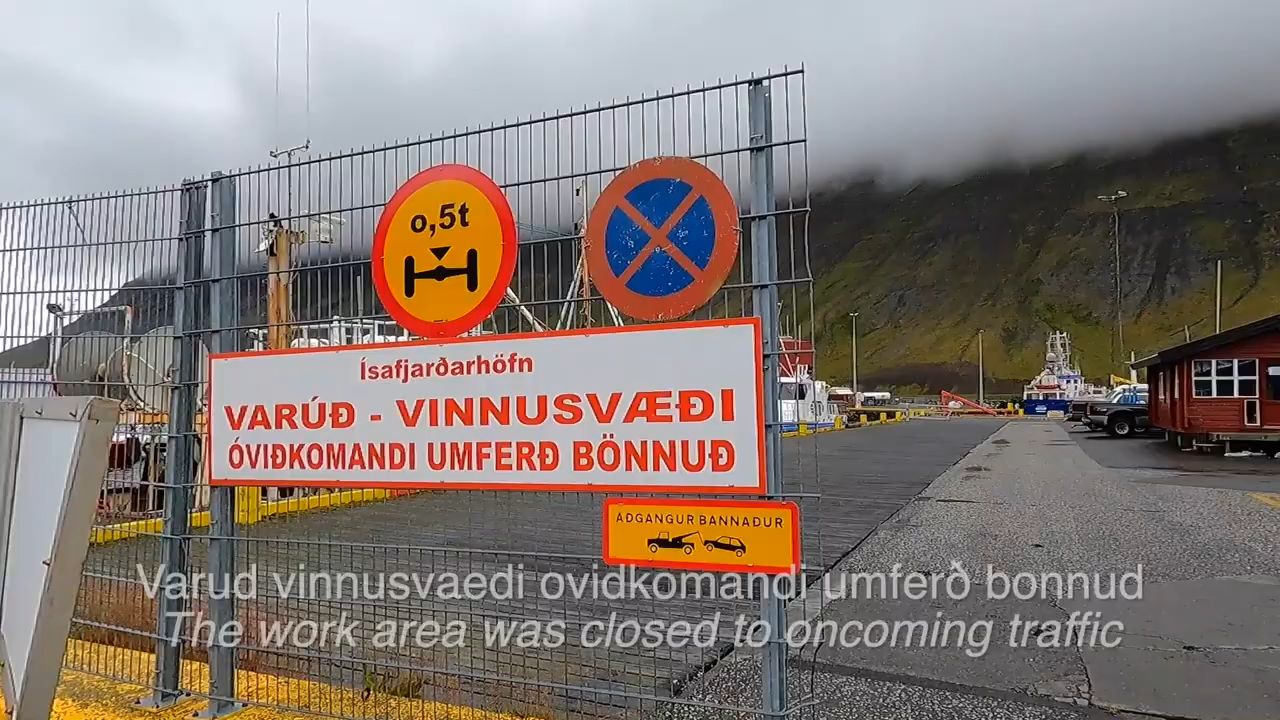 o,5t
Ísafjarðarhöfn
VARÚÐ - VINNUSVÆÐI
ÓVIÐKOMANDI UMFERÐ BÖNNUÐ
AÐGANGUR BANNAÐUR
Varud vinnusvaedi ovidkomandi umferð bonnud
The work area was closed to oncoming traffic